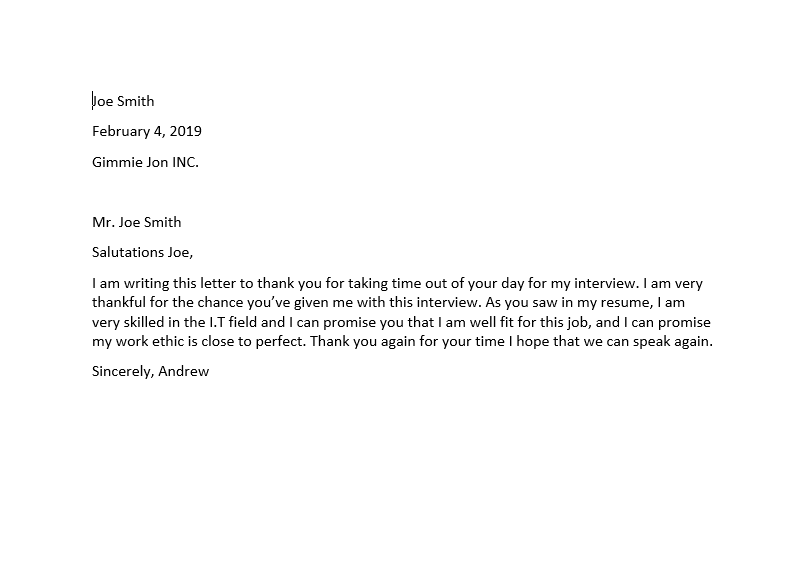 Joe Smith
February 4, 2019
Gimmie Jon INC.
Mr. Joe Smith
Salutations Joe,
I am writing this letter to thank you for taking time out of your day for my interview. I am very
thankful for the chance you’ve given me with this interview. As you saw in my resume, I am
very skilled in the I.T field and I can promise you that I am well fit for this job, and I can promise
my work ethic is close to perfect. Thank you again for your time I hope that we can speak again.
Sincerely, Andrew